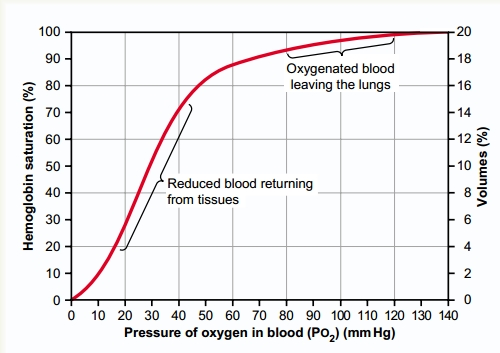 100
90
80
70
60
50
40
30
20
10
0
Hemoglobin saturation (%)
Oxygenated blood
leaving the lungs
Reduced blood returning
from tissues
20
18
16
14
12
10
8
6
4
2
0
Volumes (%)
0 10 20 30 40 50 60 70 80 90 100 110 120 130 140
Pressure of oxygen in blood (PO2) (mm Hg)